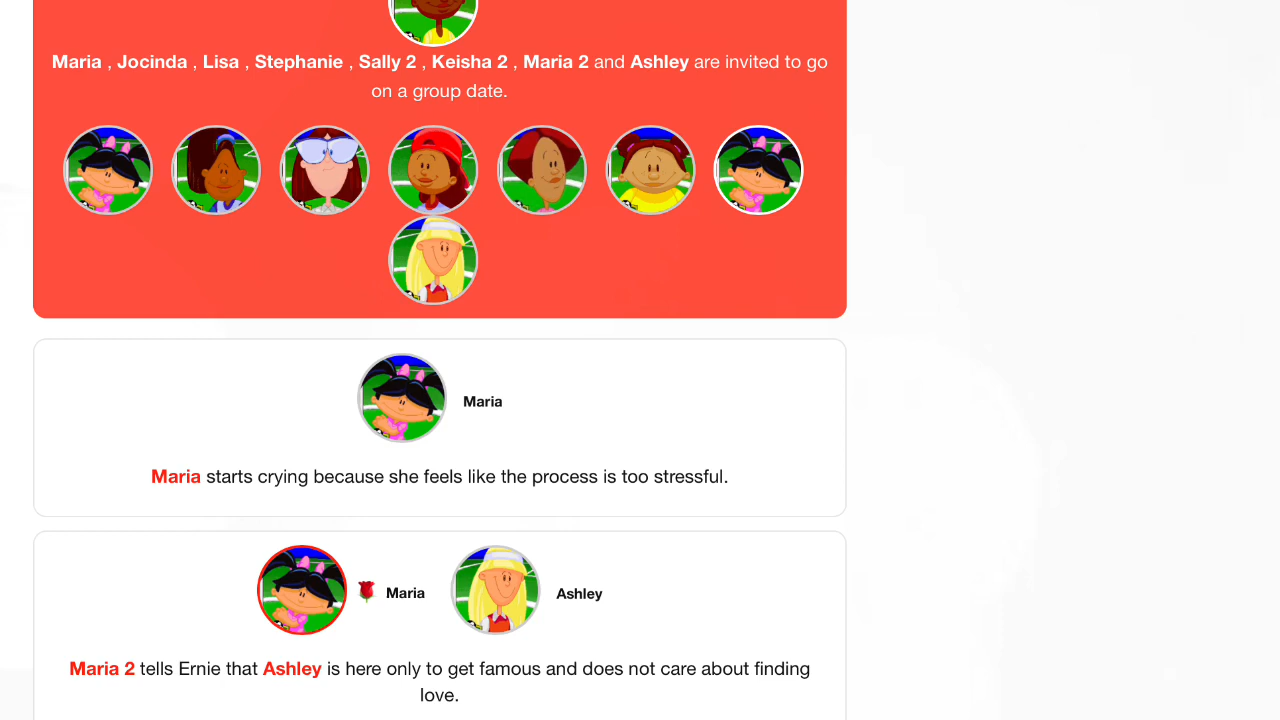 Maria , Jocinda , Lisa , Stephanie , Sally 2 , Keisha 2 , Maria 2 and Ashley are invited to go
on a group date.
Maria
Maria starts crying because she feels like the process is too stressful.
Maria Ashley
Maria 2 tells Ernie that Ashley is here only to get famous and does not care about finding
love.